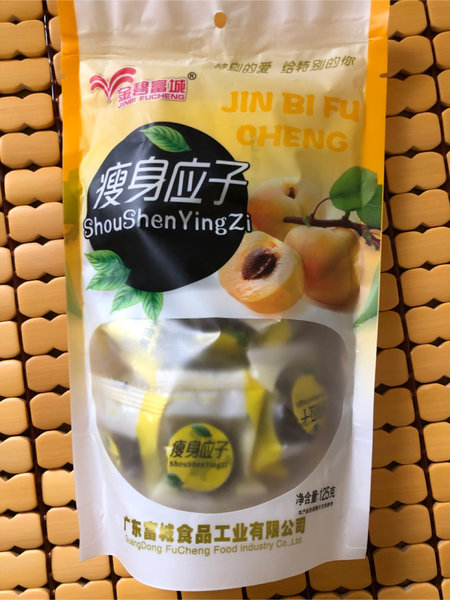 特别的爱 给特别的你
金碧富城®
JINBI FUCHENG
JIN BI FU
CHENG
瘦身应子
ShouShenYingZi
瘦身应子
ShouShenYingZi
净含量:125克
广东富城食品工业有限公司
GuangDong FuCheng Food Industry Co.,Ltd.